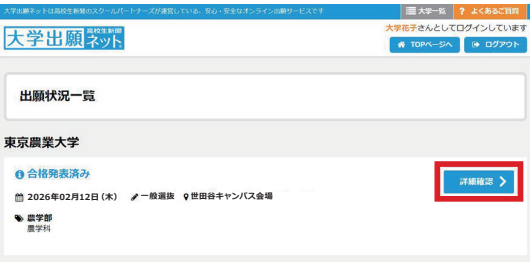 大学出願ネットは高校生新聞のスクールパートナーズが運営している、安心・安全なオンライン出願サービスです
大学一覧
? よくあるご質問
大学出願ネット 高校生新聞
大学花子さんとしてログインしています
TOPページへ
ログアウト
出願状況一覧
東京農業大学
合格発表済み
詳細確認
2026年02月12日(木) 一般選抜 世田谷キャンパス会場
農学部
農学科